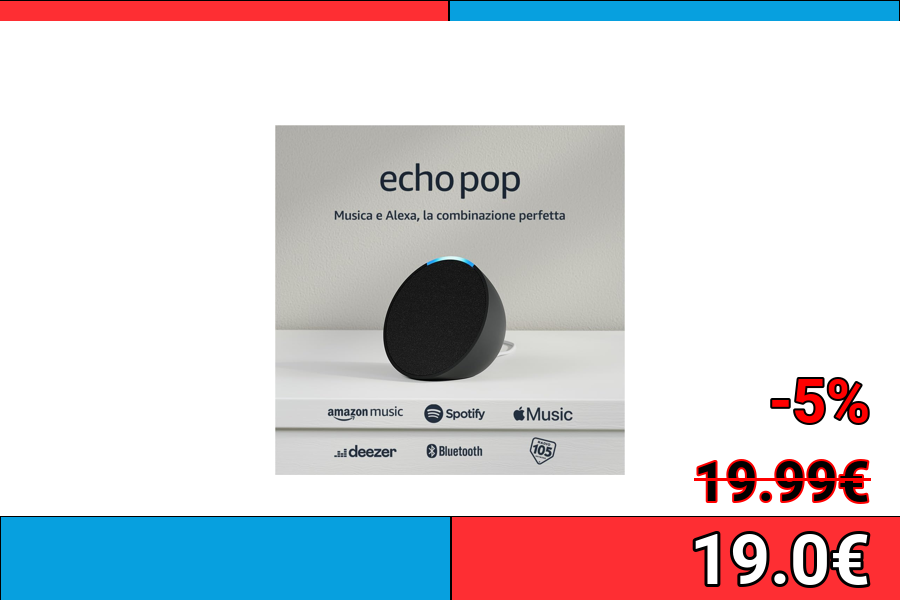 echo pop
Musica e Alexa, la combinazione perfetta
amazon music Spotify Music
deezer Bluetooth RADIO 105
-5%
19.99€
19.0€